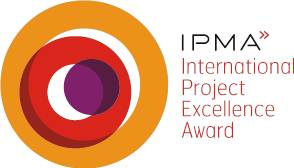 IPMA»
International
Project
Excellence
Award